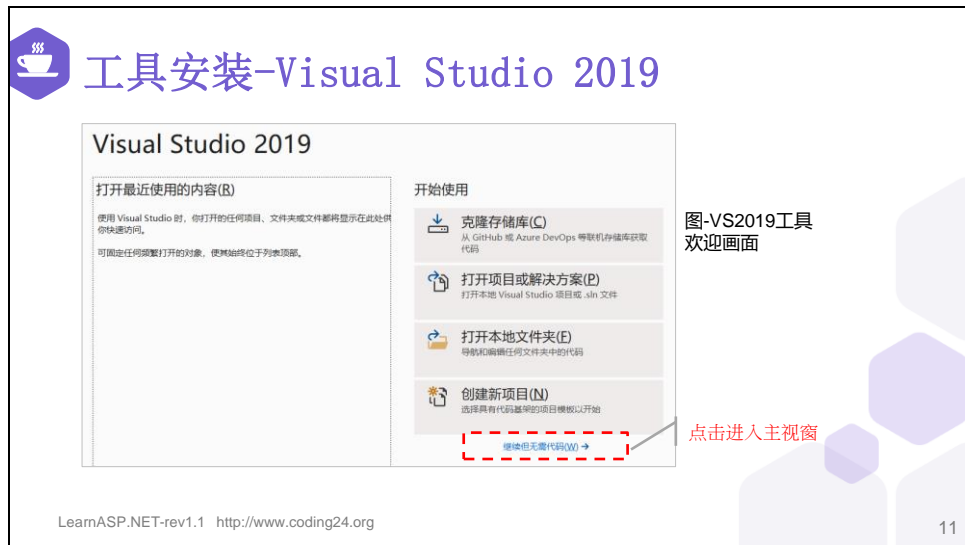 工具安装-Visual Studio 2019
Visual Studio 2019
打开最近使用的内容(R)
使用 Visual Studio 时，你打开的任何项目、文件夹或文件都将显示在此处供
你快速访问。
可固定任何频繁打开的对象，使其始终位于列表顶部。
开始使用
克隆存储库(C)
从 GitHub 或 Azure DevOps 等联机存储库获取
代码
打开项目或解决方案(P)
打开本地 Visual Studio 项目或 .sln 文件
打开本地文件夹(F)
导航和编辑任何文件夹中的代码
创建新项目(N)
选择具有代码基架的项目模板以开始
继续但无需代码(W) →
图-VS2019工具
欢迎画面
点击进入主视窗
LearnASP.NET-rev1.1 http://www.coding24.org
11